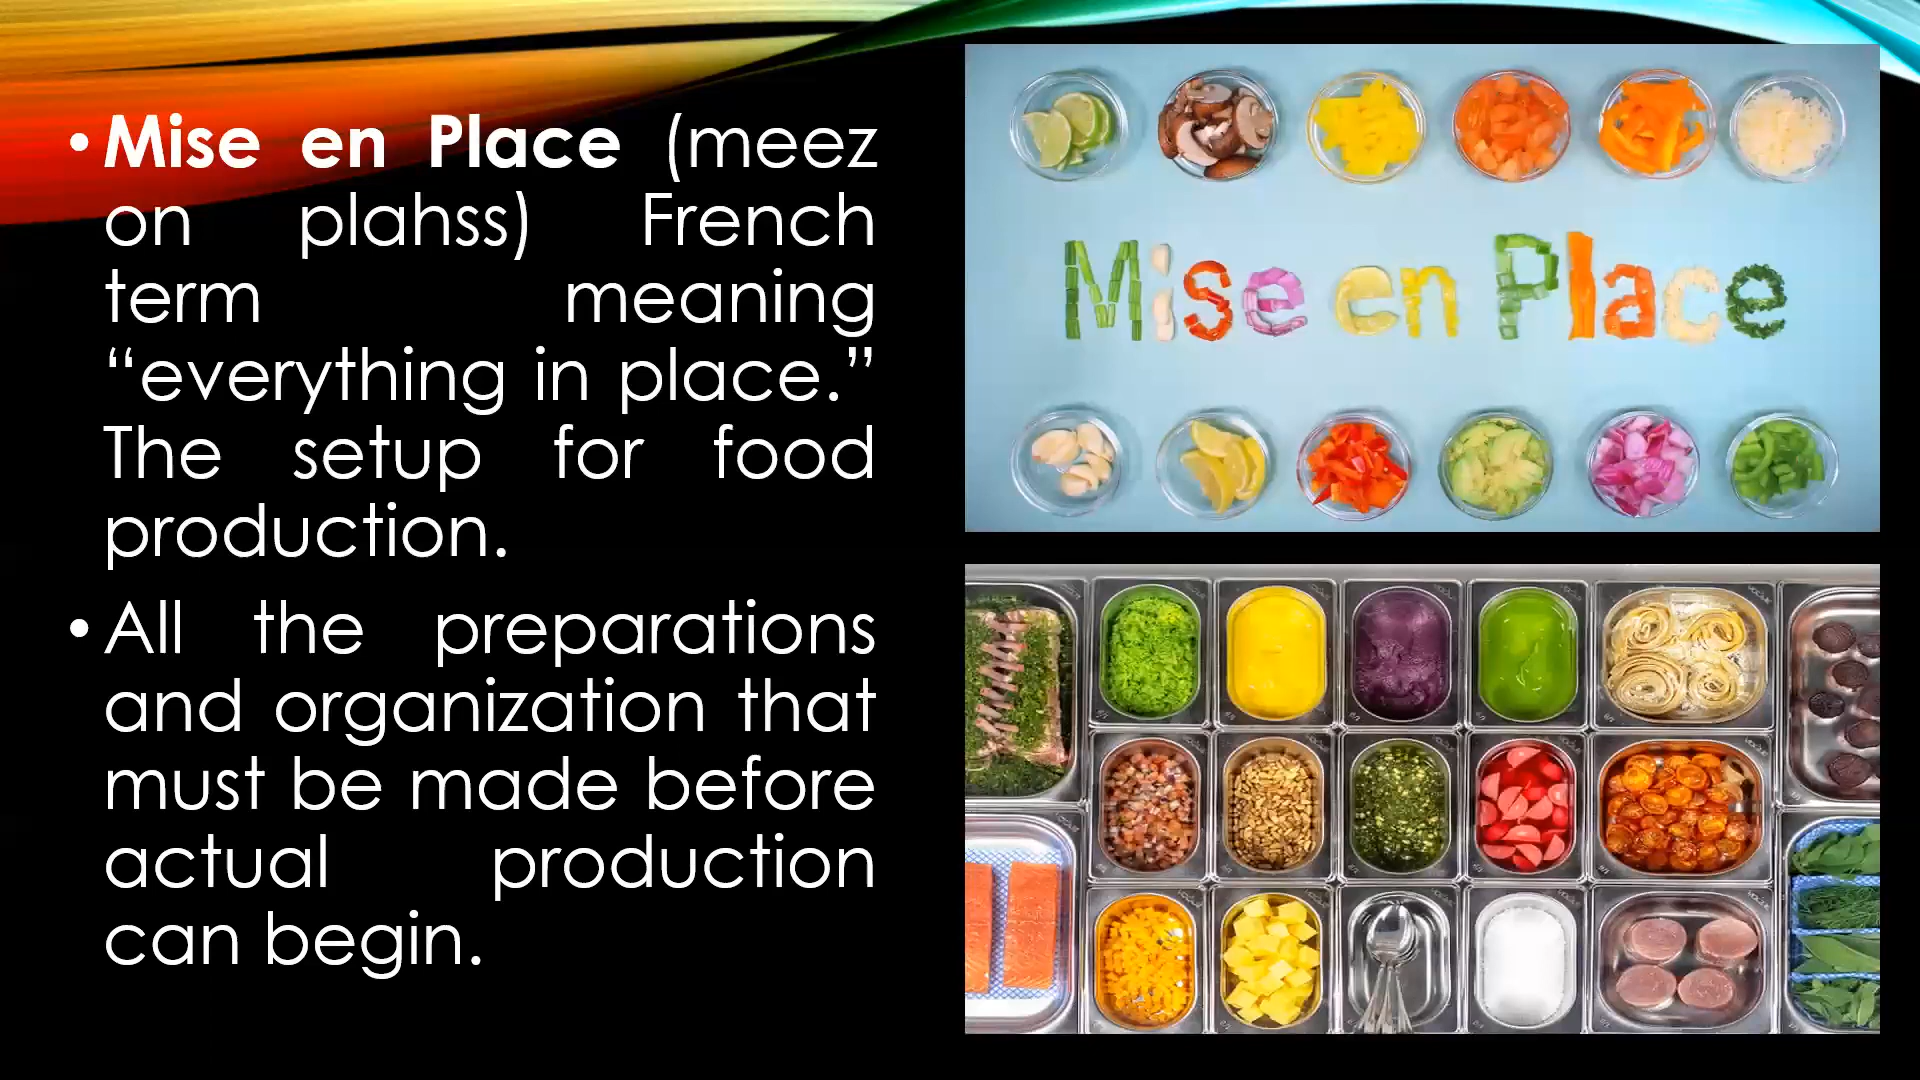 • Mise en Place (meez
on plahss) French
term meaning
“everything in place.”
The setup for food
production.
• All the preparations
and organization that
must be made before
actual production
can begin.
Mise en Place